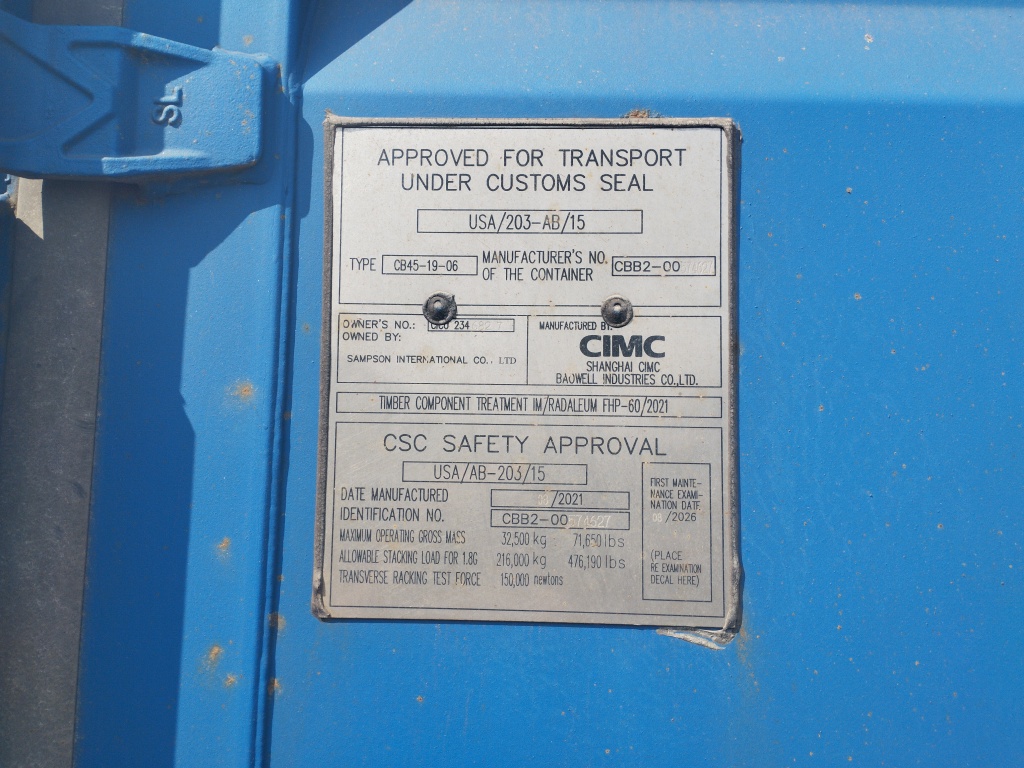 SL
APPROVED FOR TRANSPORT
UNDER CUSTOMS SEAL
USA/203-AB/15
TYPE CB45-19-06 MANUFACTURER'S NO. OF THE CONTAINER CBB2-00
OWNER'S NO.: 234
OWNED BY:
SAMPSON INTERNATIONAL CO., LTD
MANUFACTURED BY:
CIMC
SHANGHAI CIMC
BAOWELL INDUSTRIES CO.,LTD.
TIMBER COMPONENT TREATMENT IM/RADALEUM FHP-60/2021
CSC SAFETY APPROVAL
USA/AB-203/15
DATE MANUFACTURED /2021
IDENTIFICATION NO. CBB2-00
MAXIMUM OPERATING GROSS MASS 32,500 kg 71,650 lbs
ALLOWABLE STACKING LOAD FOR 1.8G 216,000 kg 476,190 lbs
TRANSVERSE RACKING TEST FORCE 150,000 newtons
FIRST MAINTE-
NANCE EXAMI-
NATION DATE
08/2026
(PLACE
RE EXAMINATION
DECAL HERE)